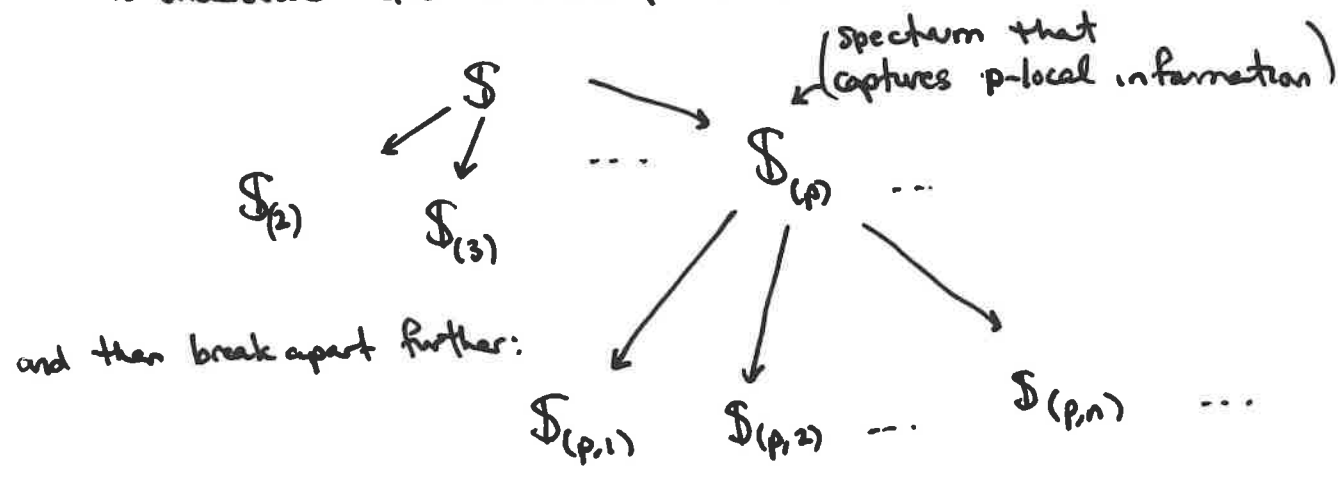 (spectrum that
captures p-local information)
𝕊
𝕊(2) 𝕊(3) ... 𝕊(p) ...
and then break apart further:
𝕊(p,1) 𝕊(p,2) ... 𝕊(p,n) ...